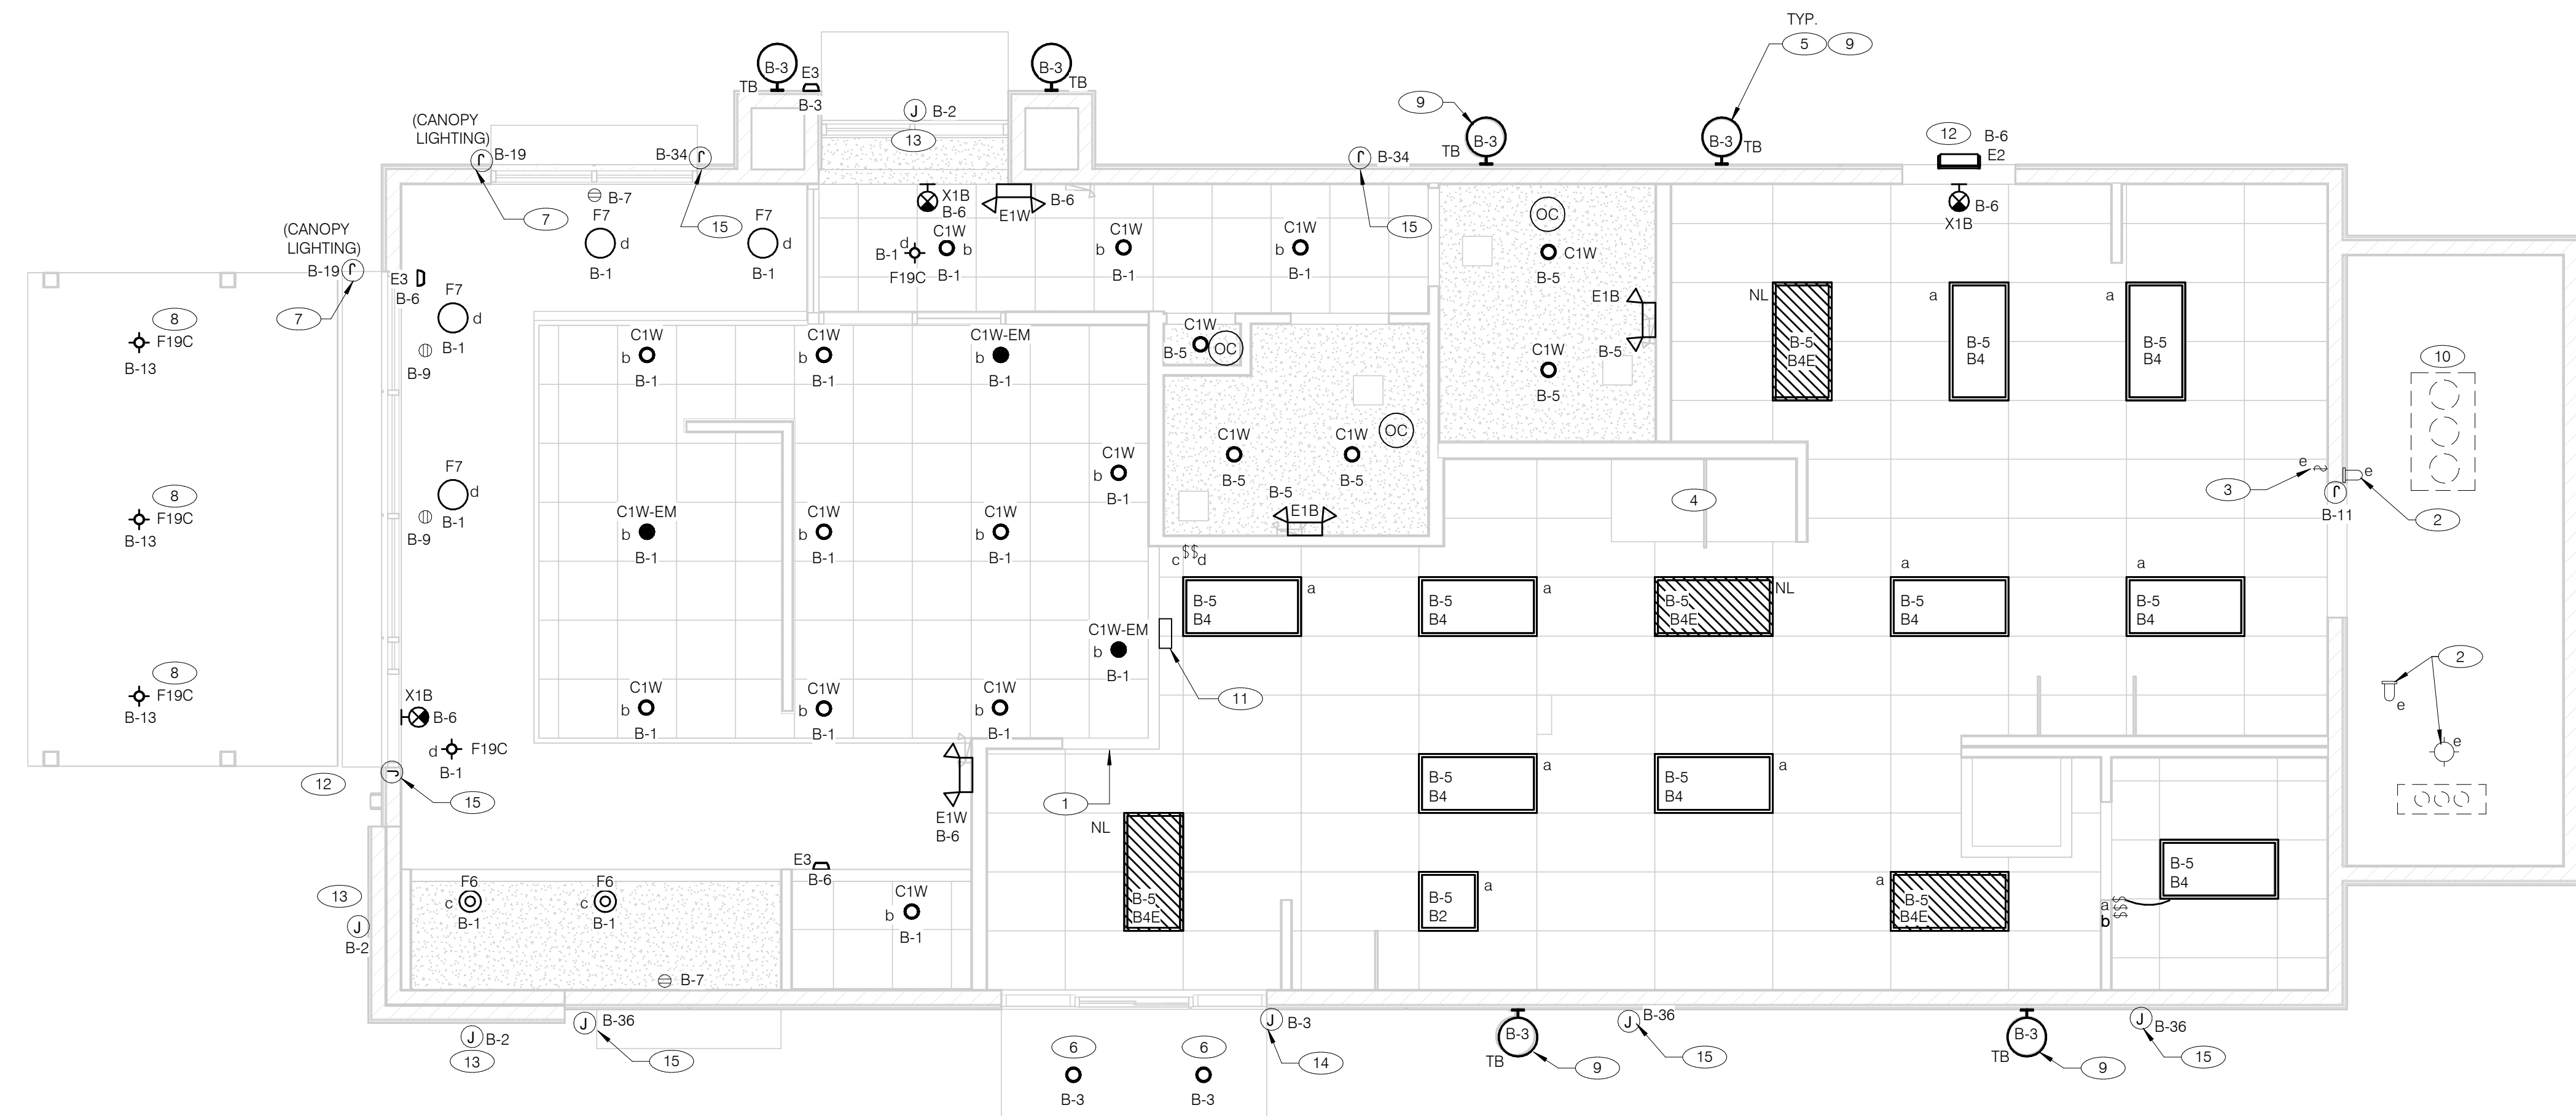 TYP.
5 9
B-3
TB
E3
B-3
B-3
TB
J B-2
13
9
B-3
TB
B-3
TB
12
B-6
E2
(CANOPY
LIGHTING)
J B-19
B-34 J
J B-34
7
15
15
B-7
F7
d
B-1
F7
d
B-1
X1B
B-6
E1W
B-6
d
B-1
F19C
C1W
b
B-1
C1W
b
B-1
C1W
b
B-1
OC
C1W
B-5
C1W
B-5
E1B
B-5
X1B
B-6
(CANOPY
LIGHTING)
B-19 J
7
E3
B-6
F7
d
B-1
B-9
F7
d
B-1
B-9
8
F19C
B-13
8
F19C
B-13
8
F19C
B-13
C1W
b
B-1
C1W
b
B-1
C1W-EM
b
B-1
C1W
b
B-1
C1W-EM
b
B-1
C1W
b
B-1
C1W
b
B-1
C1W-EM
b
B-1
C1W
b
B-1
C1W
b
B-1
C1W
b
B-1
C1W
B-5
OC
C1W
B-5
C1W
B-5
OC
B-5
E1B
c $$ d
NL
B-5
B4E
a
B-5
B4
a
B-5
B4
10
4
3
e
e
2
J
B-11
B-5
B4
a
B-5
B4
a
B-5
B4E
NL
a
B-5
B4
a
B-5
B4
11
2
e
e
X1B
B-6
d
F19C
B-1
J
15
12
E1W
B-6
1
NL
B-5
B4E
B-5
B4
a
B-5
B4
a
B-5
B2
a
a
B-5
B4E
B-5
B4
a
b
$$$
13
J
B-2
F6
c
B-1
F6
c
B-1
E3
B-6
C1W
b
B-1
B-7
J B-2
13
J B-36
15
6
B-3
6
B-3
J B-3
14
B-3
TB
9
J B-36
15
B-3
TB
9
J B-36
15